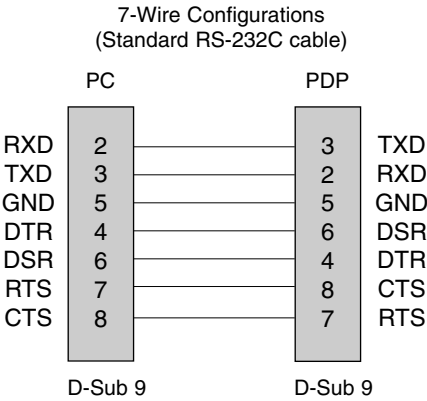 7-Wire Configurations
(Standard RS-232C cable)
PC PDP
RXD 2 3 TXD
TXD 3 2 RXD
GND 5 5 GND
DTR 4 6 DSR
DSR 6 4 DTR
RTS 7 8 CTS
CTS 8 7 RTS
D-Sub 9 D-Sub 9